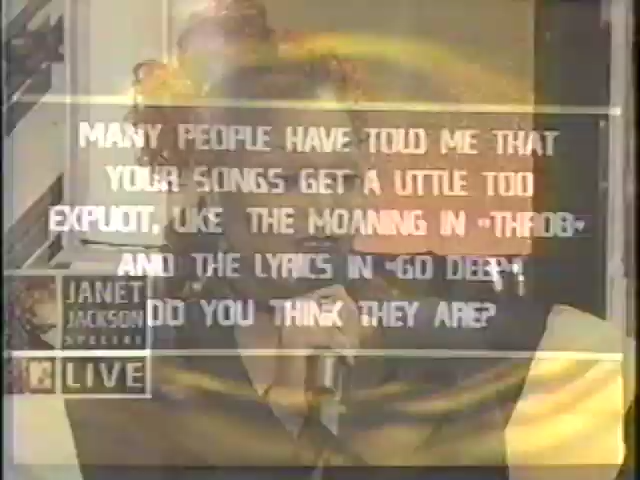 MANY PEOPLE HAVE TOLD ME THAT
YOUR SONGS GET A LITTLE TOO
EXPLICIT, LIKE THE MOANING IN "THROB"
AND THE LYRICS IN "GO DEEP".
DO YOU THINK THEY ARE?
JANET
JACKSON
SPECIAL
LIVE